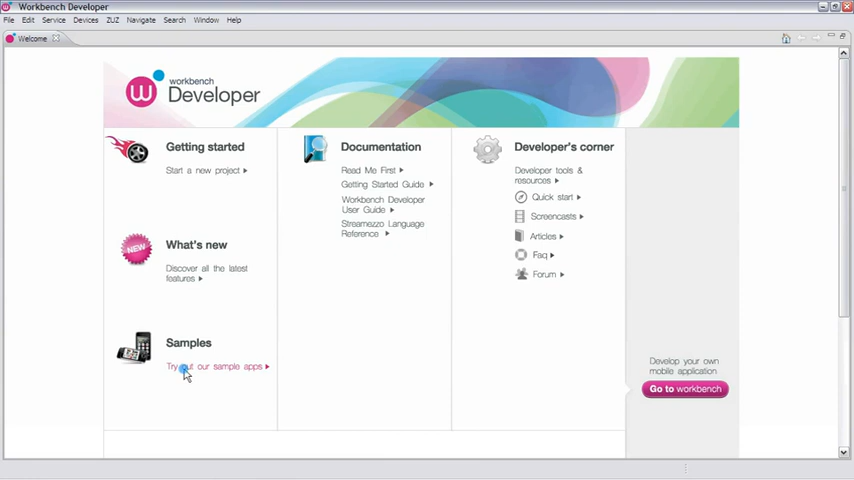 Workbench Developer
File Edit Service Devices ZUZ Navigate Search Window Help
Welcome
w workbench
Developer
Getting started
Start a new project
NEW
What's new
Discover all the latest
features
Samples
Try out our sample apps
Documentation
Read Me First
Getting Started Guide
Workbench Developer
User Guide
Streamezzo Language
Reference
Developer's corner
Developer tools &
resources
Quick start
Screencasts
Articles
Faq
Forum
Develop your own
mobile application
Go to workbench